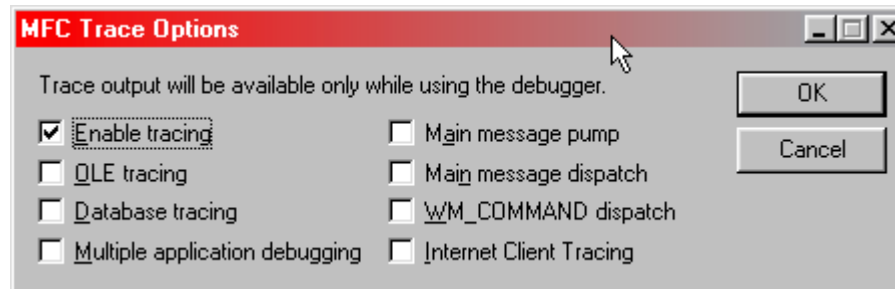 MFC Trace Options
Trace output will be available only while using the debugger.
OK
Enable tracing
Main message pump
Cancel
OLE tracing
Main message dispatch
Database tracing
WM_COMMAND dispatch
Multiple application debugging
Internet Client Tracing